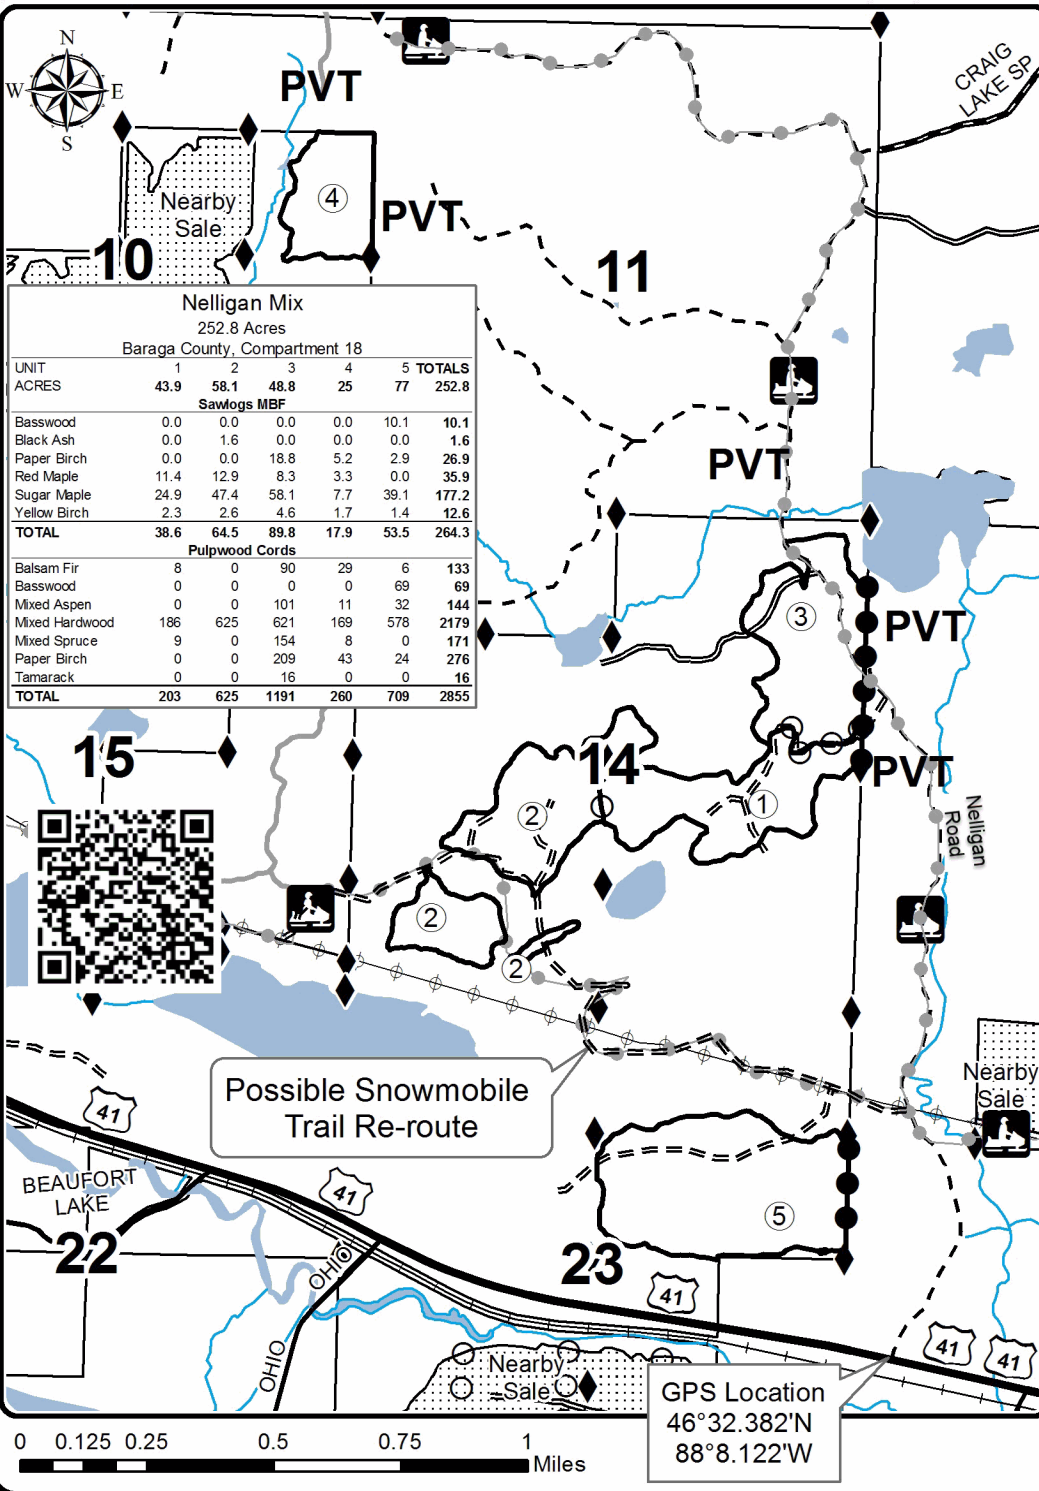 N
W E
S
PVT
CRAIG
LAKE SP
Nearby
Sale
4
PVT
10
11
Nelligan Mix
252.8 Acres
Baraga County, Compartment 18
UNIT 1 2 3 4 5 TOTALS
ACRES 43.9 58.1 48.8 25 77 252.8
Sawlogs MBF
Basswood 0.0 0.0 0.0 0.0 10.1 10.1
Black Ash 0.0 1.6 0.0 0.0 0.0 1.6
Paper Birch 0.0 0.0 18.8 5.2 2.9 26.9
Red Maple 11.4 12.9 8.3 3.3 0.0 35.9
Sugar Maple 24.9 47.4 58.1 7.7 39.1 177.2
Yellow Birch 2.3 2.6 4.6 1.7 1.4 12.6
TOTAL 38.6 64.5 89.8 17.9 53.5 264.3
Pulpwood Cords
Balsam Fir 8 0 90 29 6 133
Basswood 0 0 0 0 69 69
Mixed Aspen 0 0 101 11 32 144
Mixed Hardwood 186 625 621 169 578 2179
Mixed Spruce 9 0 154 8 0 171
Paper Birch 0 0 209 43 24 276
Tamarack 0 0 16 0 0 16
TOTAL 203 625 1191 260 709 2855
PVT
3
PVT
15
14
PVT
2
1
Nelligan
Road
2
2
Possible Snowmobile
Trail Re-route
Nearby
Sale
41
BEAUFORT
LAKE
41
22
5
23
OHIO
41
OHIO
Nearby
Sale
41
41
GPS Location
46°32.382'N
88°8.122'W
0 0.125 0.25 0.5 0.75 1
Miles